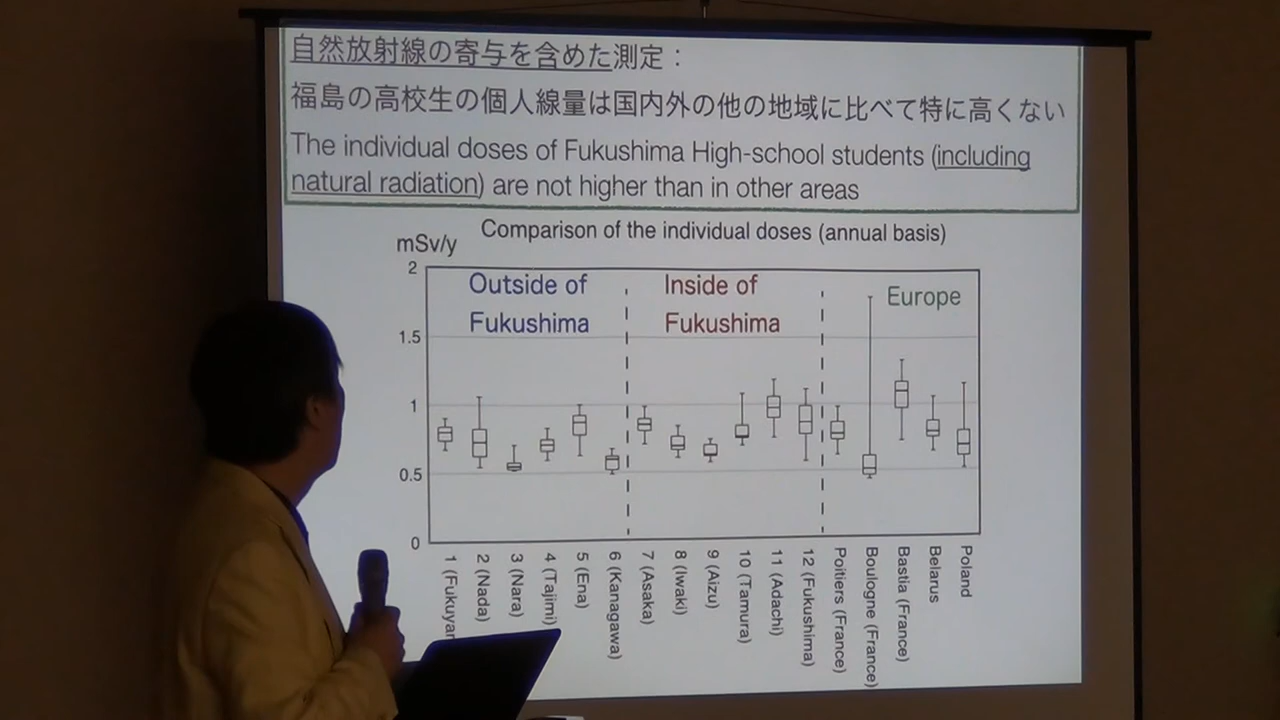 自然放射線の寄与を含めた測定：
福島の高校生の個人線量は国内外の他の地域に比べて特に高くない
The individual doses of Fukushima High-school students (including
natural radiation) are not higher than in other areas
Comparison of the individual doses (annual basis)
mSv/y
2
1.5
1
0.5
0
Outside of
Fukushima
Inside of
Fukushima
Europe
1 (Fukuyam
2 (Nada)
3 (Nara)
4 (Tajimi)
5 (Ena)
6 (Kanagawa)
7 (Asaka)
8 (Iwaki)
9 (Aizu)
10 (Tamura)
11 (Adachi)
12 (Fukushima)
Poitiers (France)
Boulogne (France)
Bastia (France)
Belarus
Poland